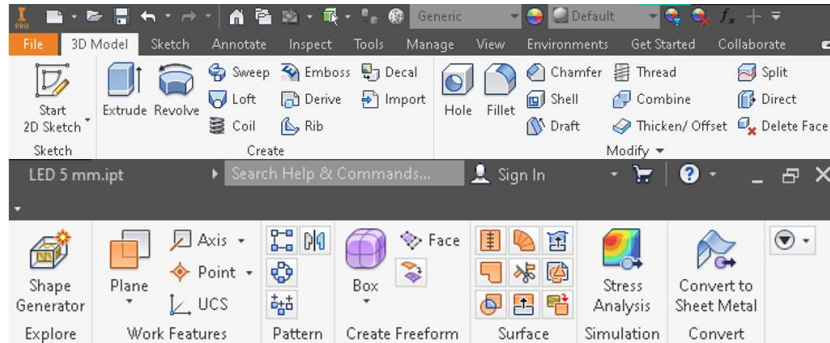 I PRO Generic Default fx
File 3D Model Sketch Annotate Inspect Tools Manage View Environments Get Started Collaborate
Sweep Emboss Decal Chamfer Thread Split
Loft Derive Import Shell Combine Direct
Start 2D Sketch Extrude Revolve Coil Rib Hole Fillet Draft Thicken/ Offset Delete Face
Sketch Create Modify
LED 5 mm.ipt Search Help & Commands... Sign In ?
Axis Face
Shape Generator Plane Point Box Stress Analysis Convert to Sheet Metal
UCS
Explore Work Features Pattern Create Freeform Surface Simulation Convert